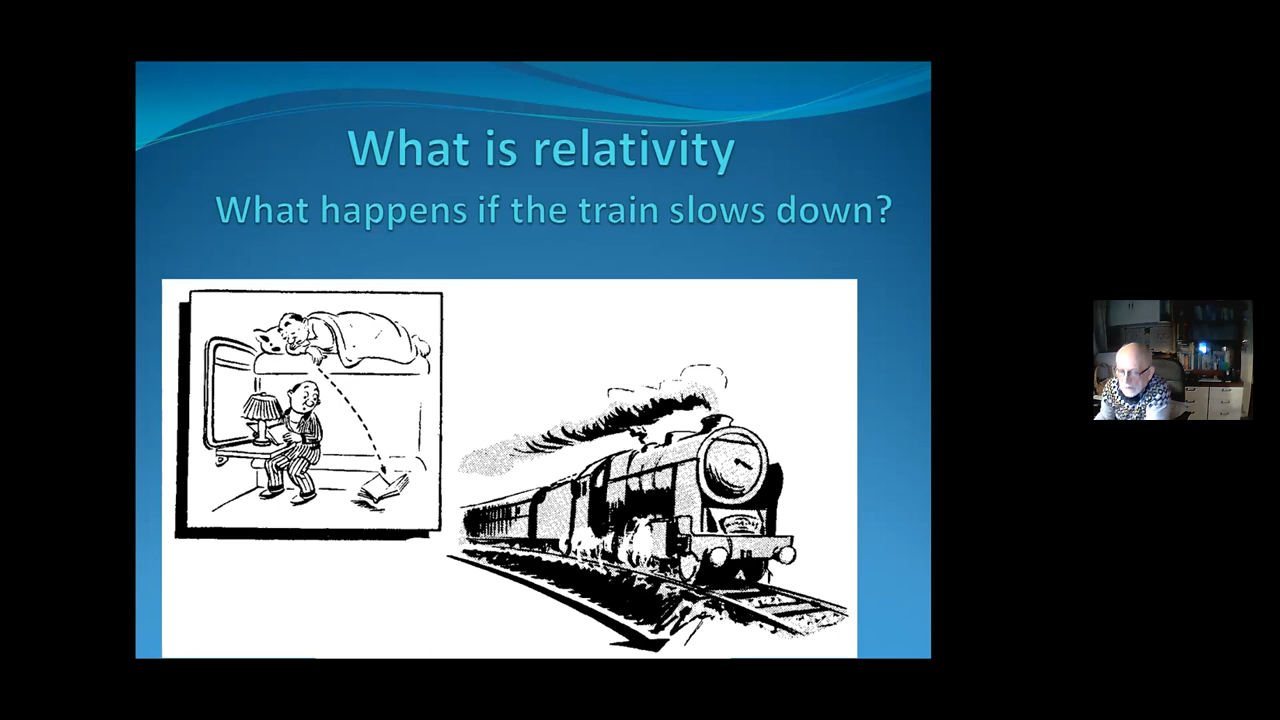 What is relativity
What happens if the train slows down?